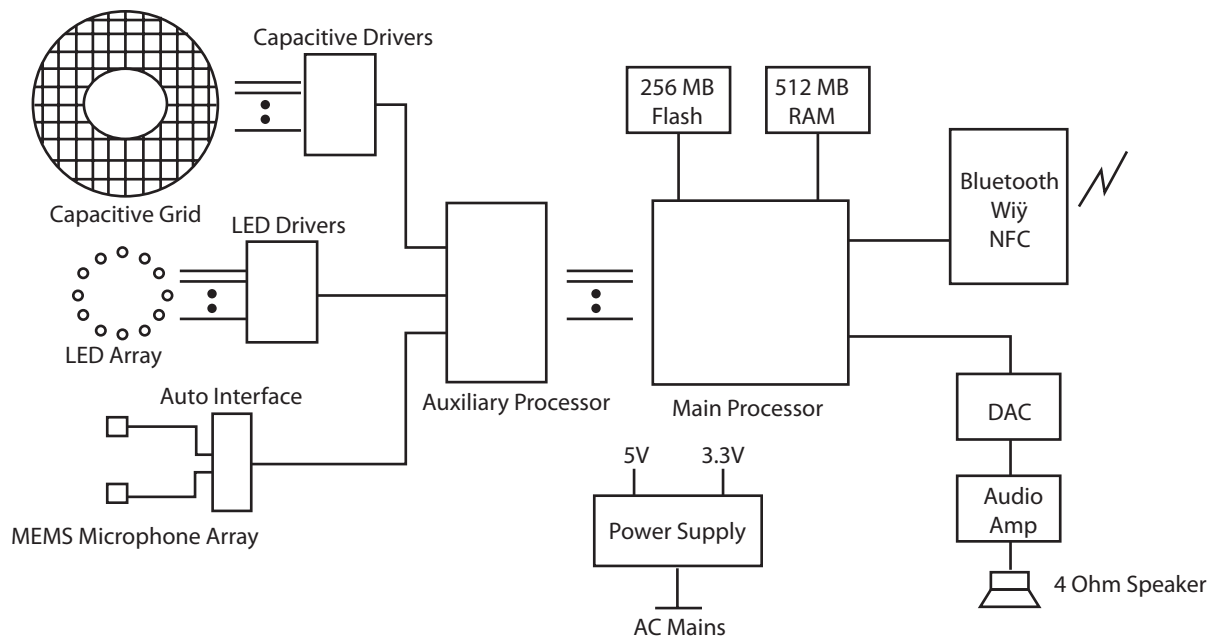 Capacitive Drivers
Capacitive Grid
256 MB
Flash
512 MB
RAM
Bluetooth
Wiÿ
NFC
LED Drivers
LED Array
Auto Interface
Auxiliary Processor
Main Processor
MEMS Microphone Array
5V
3.3V
Power Supply
AC Mains
DAC
Audio
Amp
4 Ohm Speaker